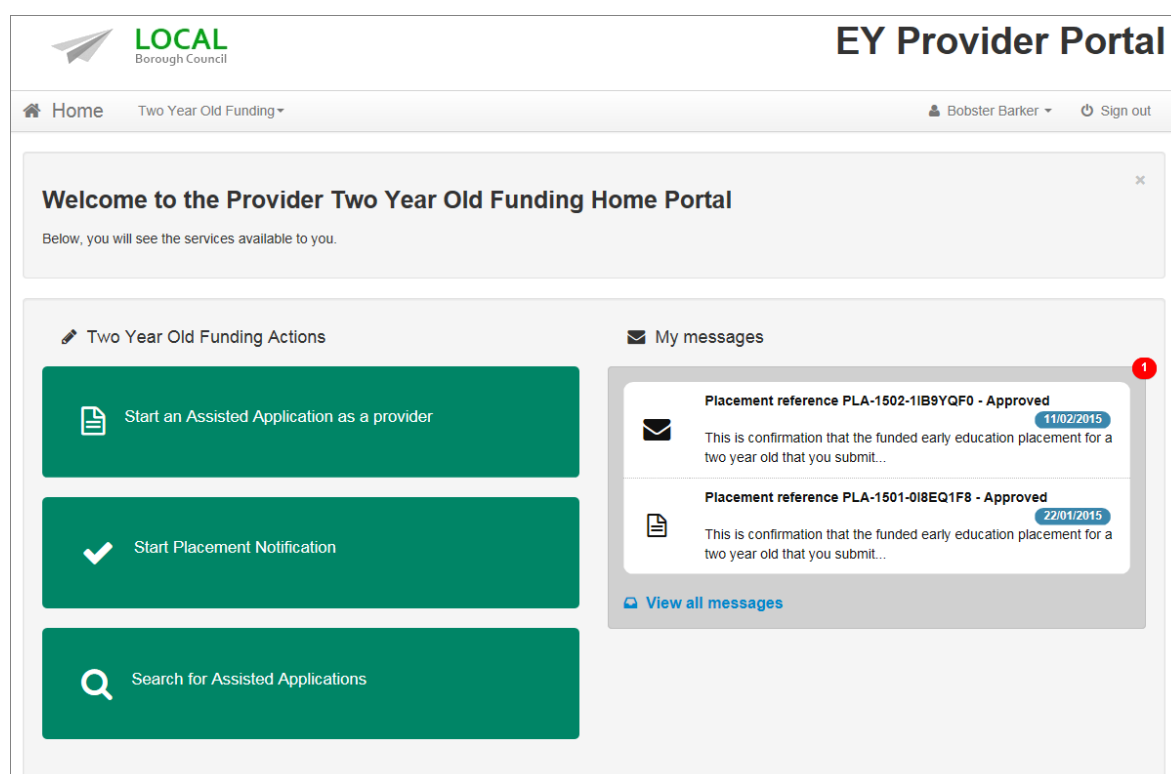 LOCAL
Borough Council
EY Provider Portal
Home
Two Year Old Funding
Bobster Barker
Sign out
Welcome to the Provider Two Year Old Funding Home Portal
×
Below, you will see the services available to you.
Two Year Old Funding Actions
Start an Assisted Application as a provider
Start Placement Notification
Search for Assisted Applications
My messages
1
Placement reference PLA-1502-1IB9YQF0 - Approved
11/02/2015
This is confirmation that the funded early education placement for a
two year old that you submit...
Placement reference PLA-1501-0I8EQ1F8 - Approved
22/01/2015
This is confirmation that the funded early education placement for a
two year old that you submit...
View all messages